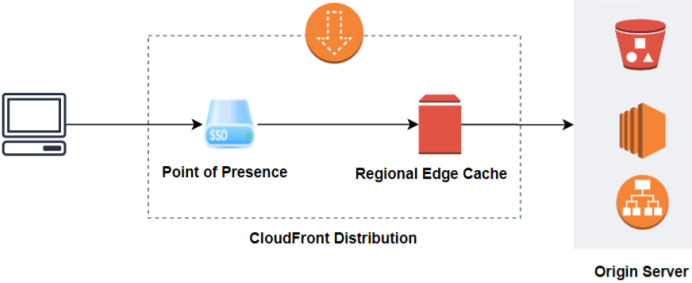 SSD
Point of Presence
Regional Edge Cache
CloudFront Distribution
Origin Server